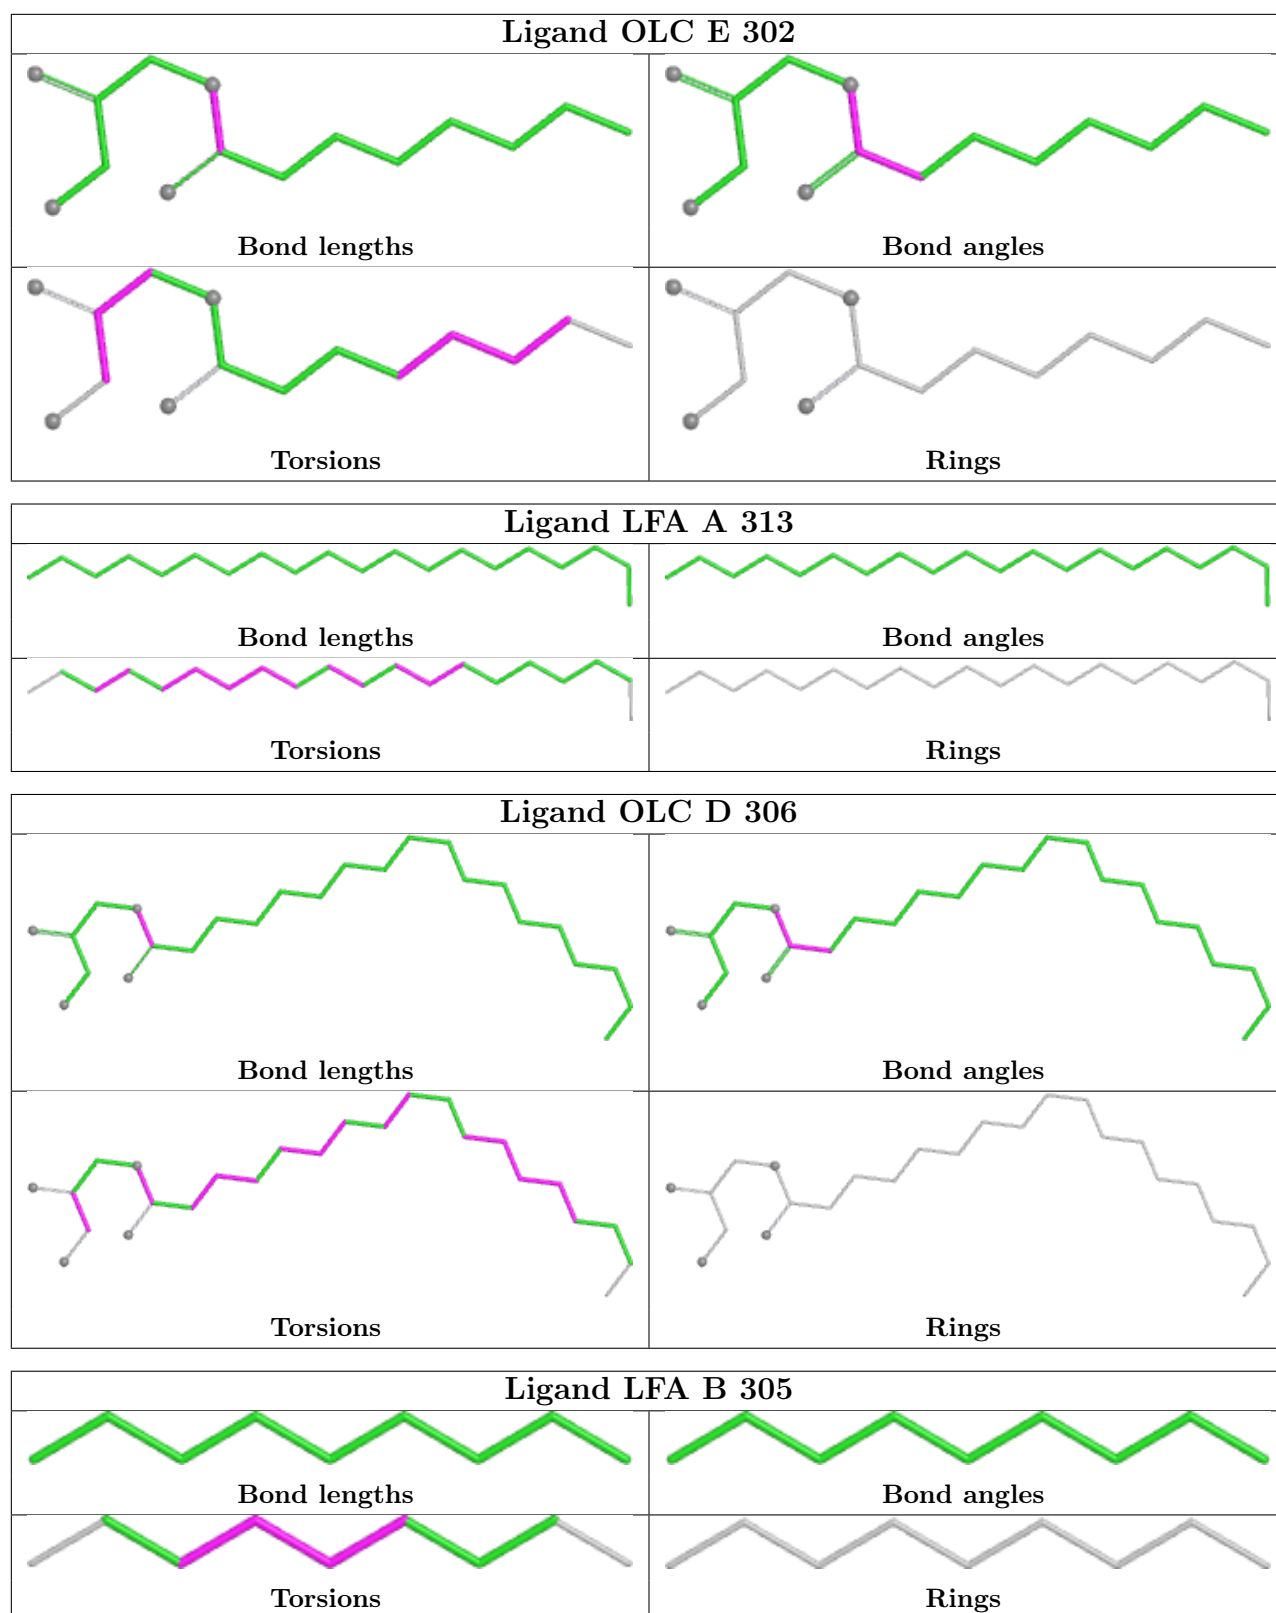 Ligand OLC E 302
Bond lengths
Bond angles
Torsions
Rings
Ligand LFA A 313
Bond lengths
Bond angles
Torsions
Rings
Ligand OLC D 306
Bond lengths
Bond angles
Torsions
Rings
Ligand LFA B 305
Bond lengths
Bond angles
Torsions
Rings